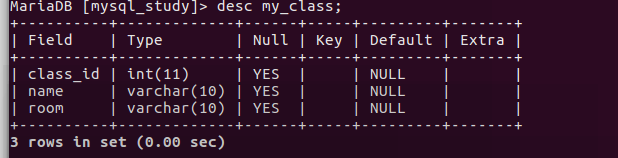 MariaDB [mysql_study]> desc my_class;
+----------+-------------+------+-----+---------+-------+
| Field    | Type        | Null | Key | Default | Extra |
+----------+-------------+------+-----+---------+-------+
| class_id | int(11)     | YES  |     | NULL    |       |
| name     | varchar(10) | YES  |     | NULL    |       |
| room     | varchar(10) | YES  |     | NULL    |       |
+----------+-------------+------+-----+---------+-------+
3 rows in set (0.00 sec)